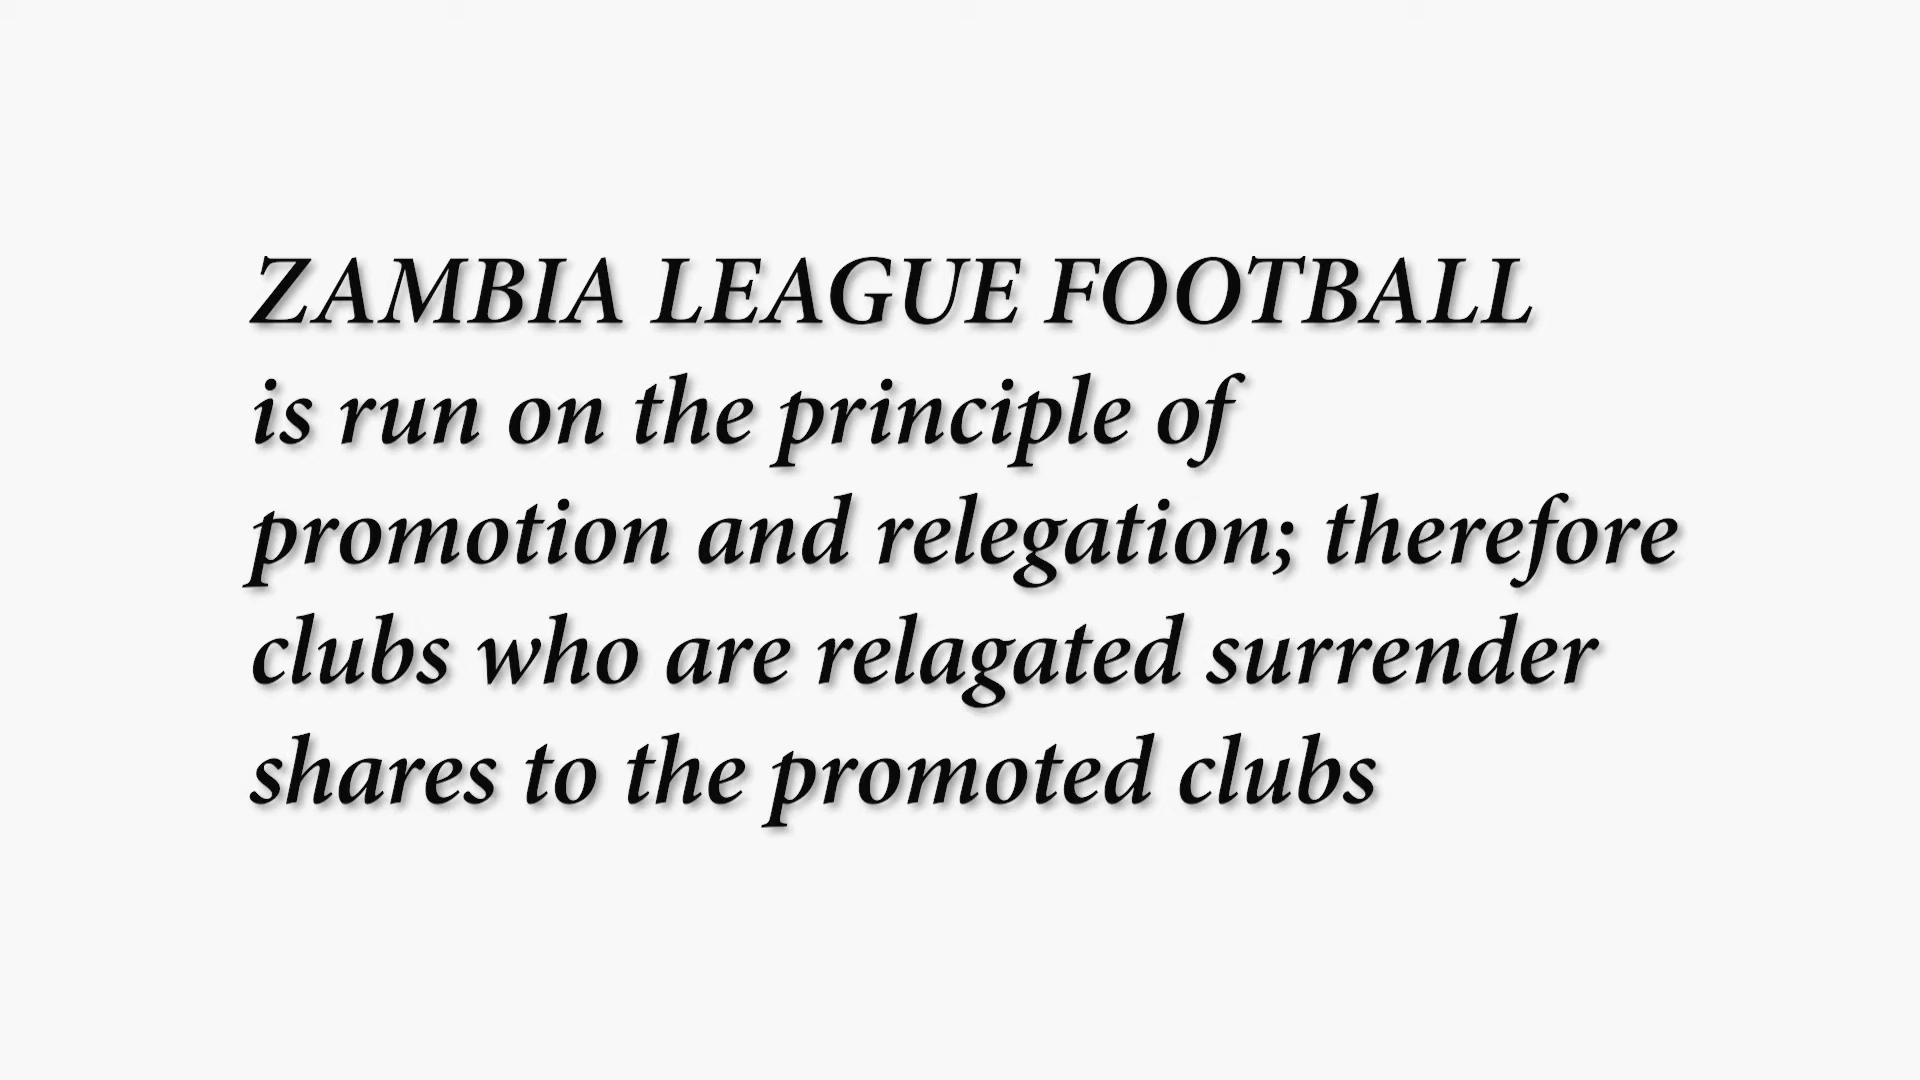 ZAMBIA LEAGUE FOOTBALL
is run on the principle of
promotion and relegation; therefore
clubs who are relagated surrender
shares to the promoted clubs